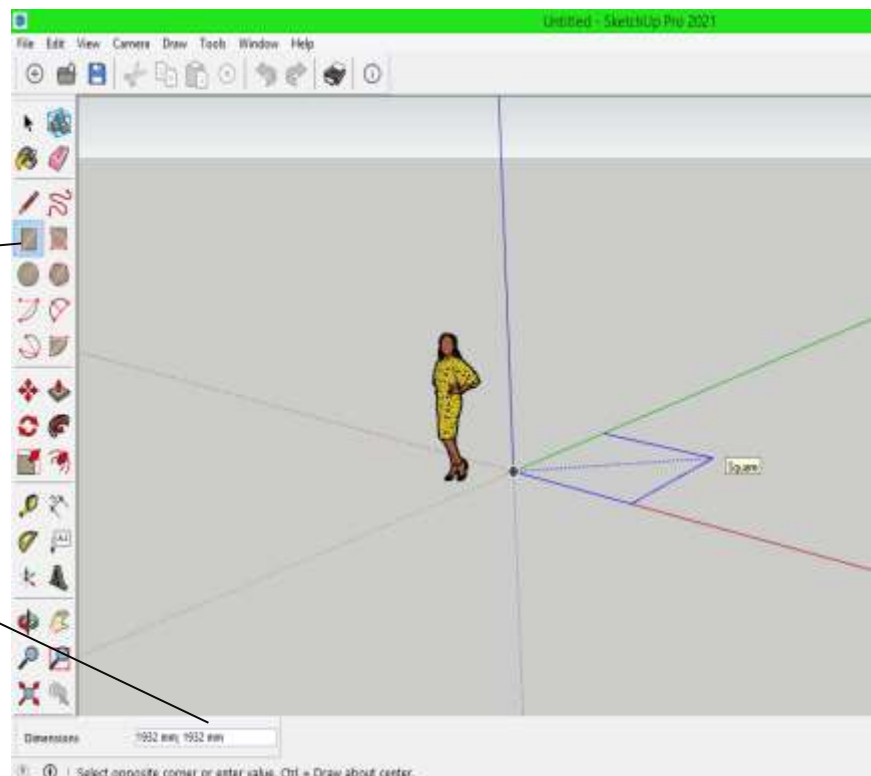 Untitled - SketchUp Pro 2021
File Edit View Camera Draw Tools Window Help
Square
Dimensions 1932 mm; 1932 mm
Select opposite corner or enter value. Ctrl = Draw about center.